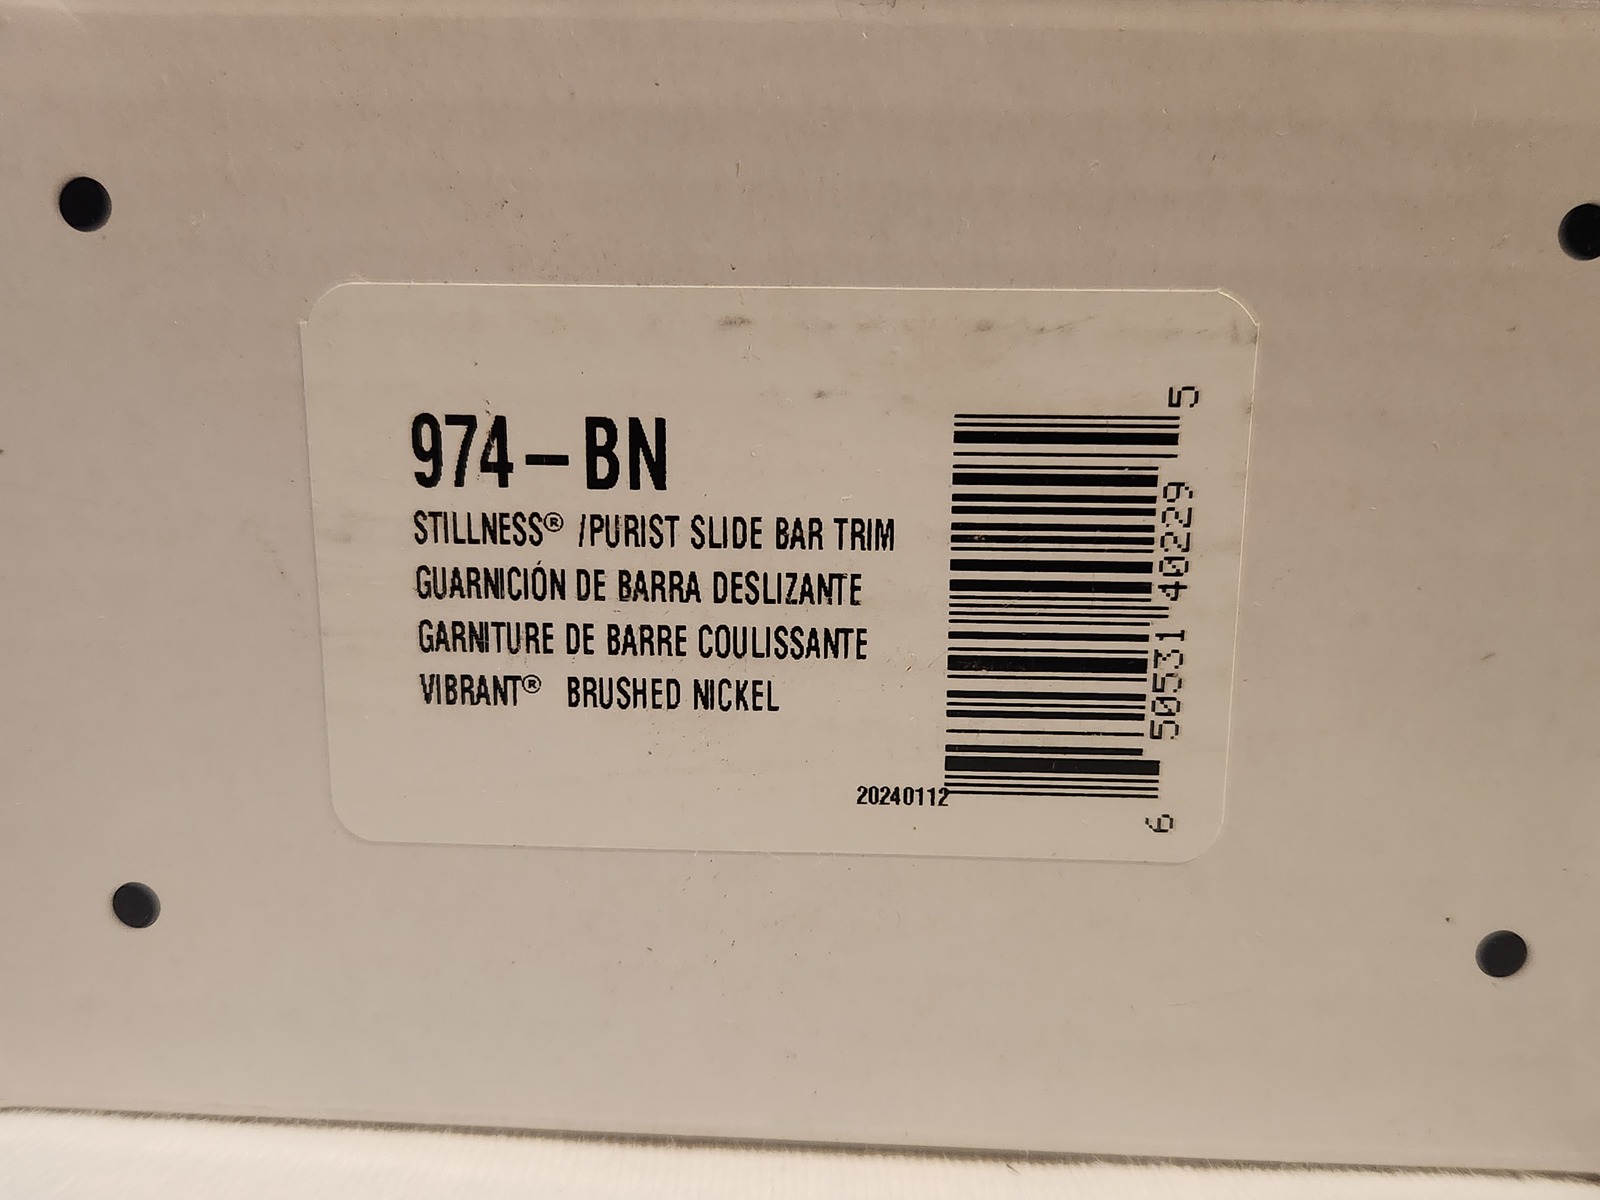 974-BN
STILLNESS® /PURIST SLIDE BAR TRIM
GUARNICIÓN DE BARRA DESLIZANTE
GARNITURE DE BARRE COULISSANTE
VIBRANT® BRUSHED NICKEL
20240112
6 50531 40229 5